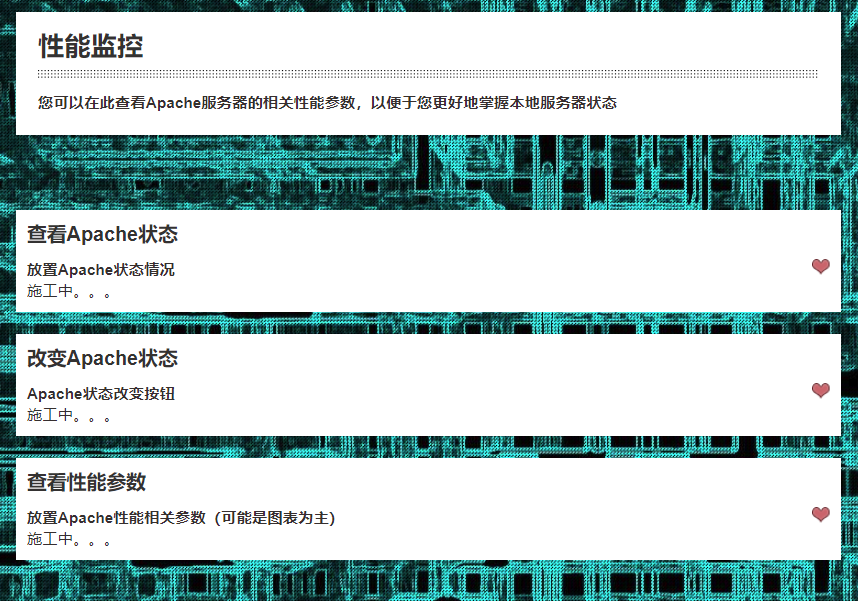 性能监控
您可以在此查看Apache服务器的相关性能参数，以便于您更好地掌握本地服务器状态
查看Apache状态
放置Apache状态情况
施工中。。。
改变Apache状态
Apache状态改变按钮
施工中。。。
查看性能参数
放置Apache性能相关参数（可能是图表为主）
施工中。。。